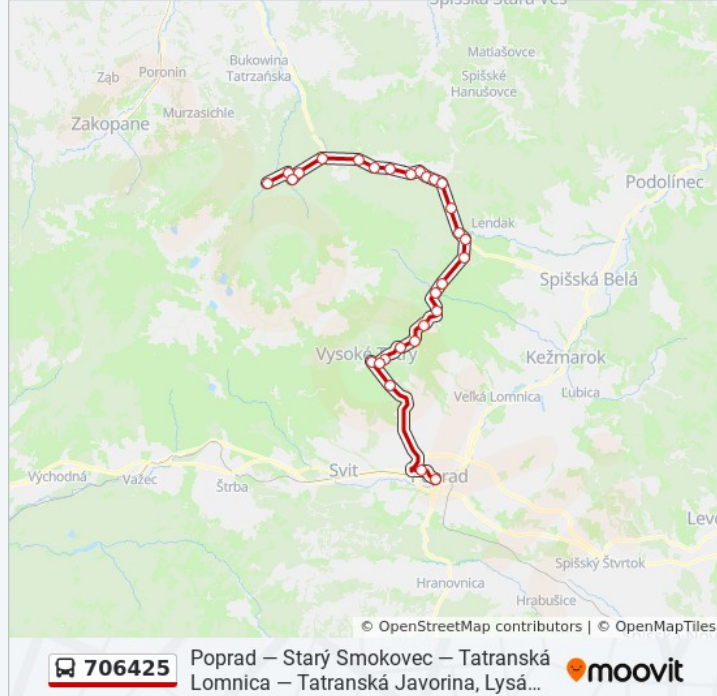 Spišská Stará Ves
Matiašovce
Bukowina
Tatrzańska
Ząb
Poronin
Spišské
Hanušovce
Murzasichle
Zakopane
Podolínec
Lendak
Spišská Belá
Vysoké Tatry
Kežmarok
Ľubica
Veľká Lomnica
Svit
Poprad
Východná
Važec
Štrba
Levo
Spišský Štvrtok
Hranovnica
Hrabušice
© OpenStreetMap contributors | © OpenMapTiles
706425
Poprad — Starý Smokovec — Tatranská
Lomnica — Tatranská Javorina, Lysá...
moovit